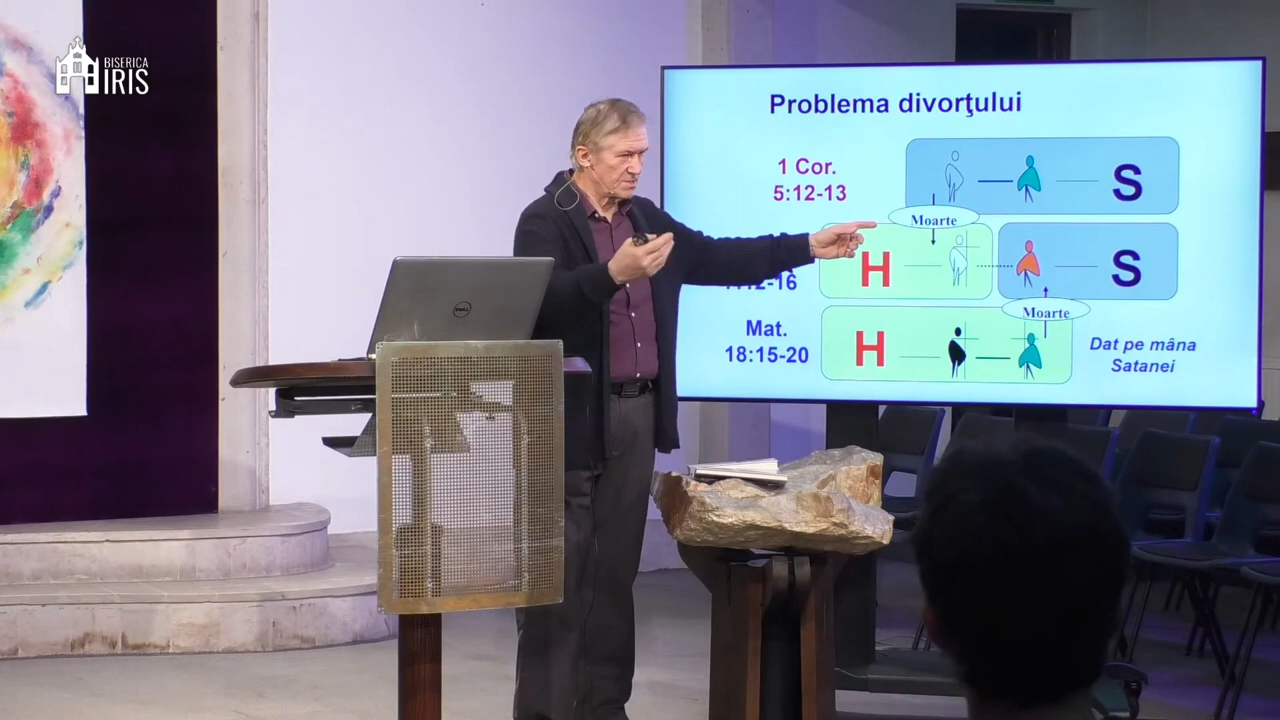 BISERICA
IRIS
Problema divorţului
1 Cor.
5:12-13
S
Moarte
H
S
Moarte
Mat.
18:15-20
H
Dat pe mâna
Satanei
DELL